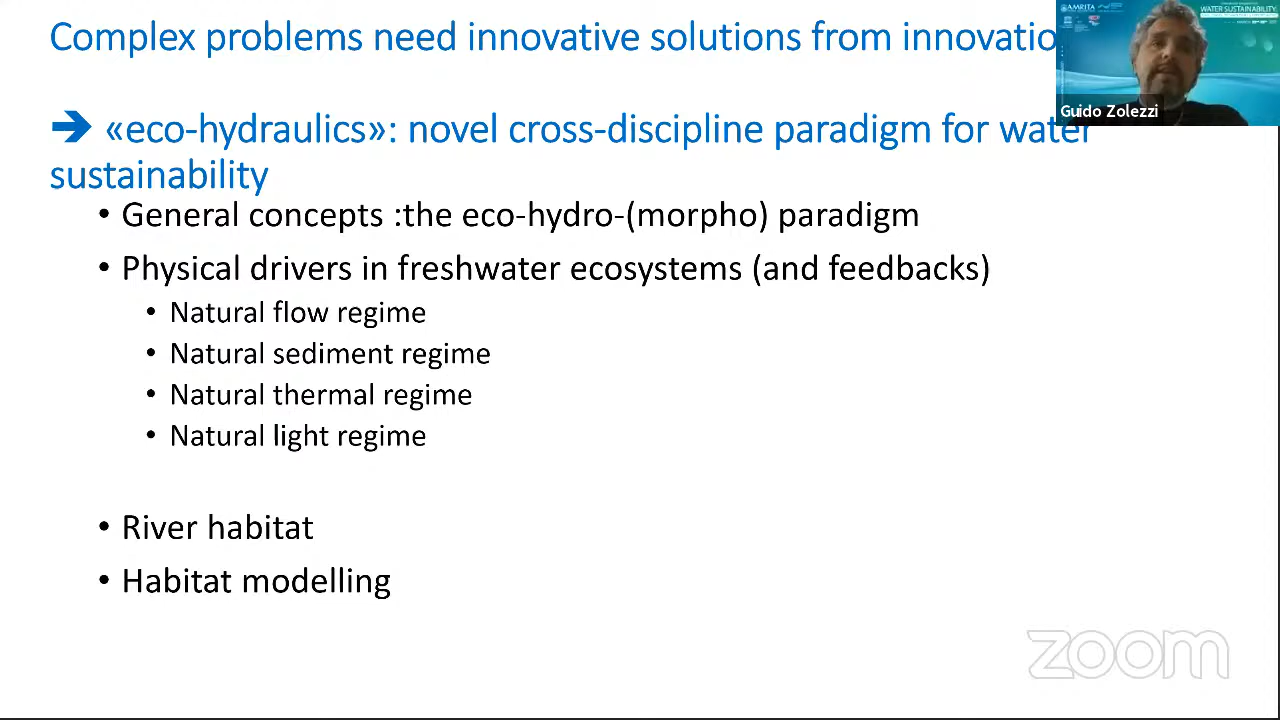 Complex problems need innovative solutions from innovatio
AMRITA
WATER SUSTAINABILITY
Guido Zolezzi
➔ «eco-hydraulics»: novel cross-discipline paradigm for water
sustainability
• General concepts :the eco-hydro-(morpho) paradigm
• Physical drivers in freshwater ecosystems (and feedbacks)
• Natural flow regime
• Natural sediment regime
• Natural thermal regime
• Natural light regime
• River habitat
• Habitat modelling
zoom